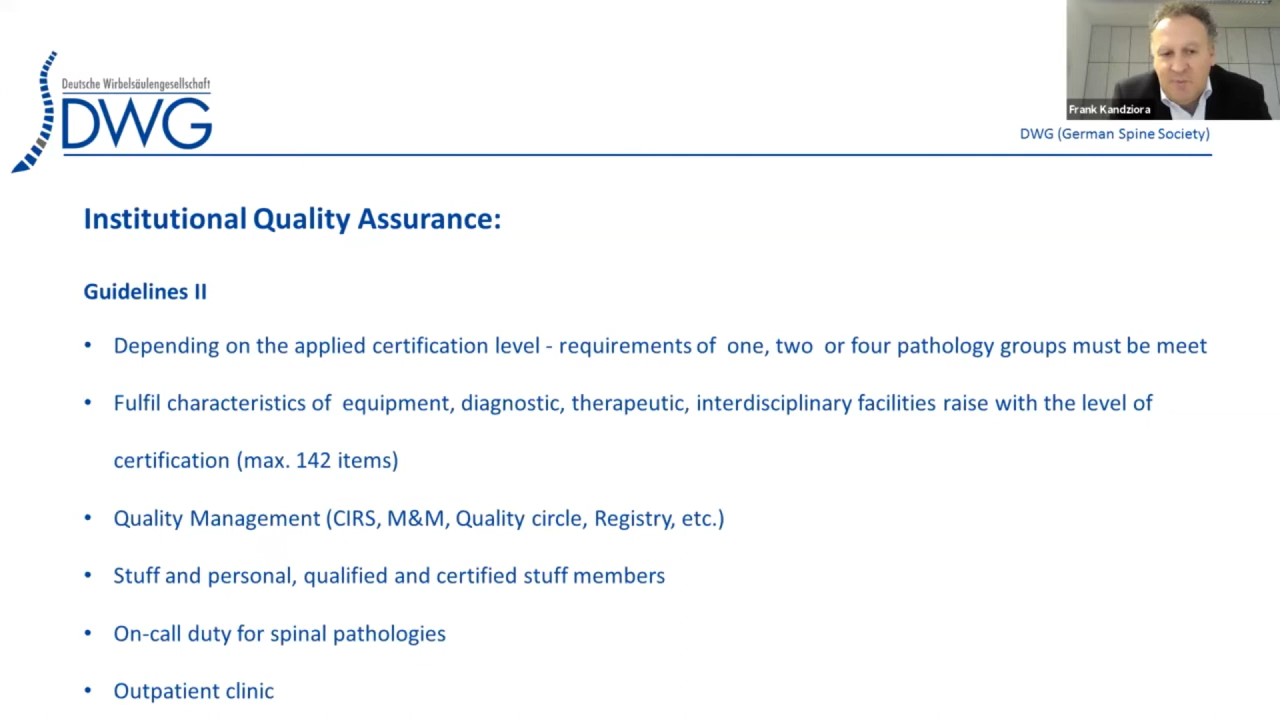 Frank Kandziora
Deutsche Wirbelsäulengesellschaft
DWG
DWG (German Spine Society)
Institutional Quality Assurance:
Guidelines II
• Depending on the applied certification level - requirements of one, two or four pathology groups must be meet
• Fulfil characteristics of equipment, diagnostic, therapeutic, interdisciplinary facilities raise with the level of
certification (max. 142 items)
• Quality Management (CIRS, M&M, Quality circle, Registry, etc.)
• Stuff and personal, qualified and certified stuff members
• On-call duty for spinal pathologies
• Outpatient clinic